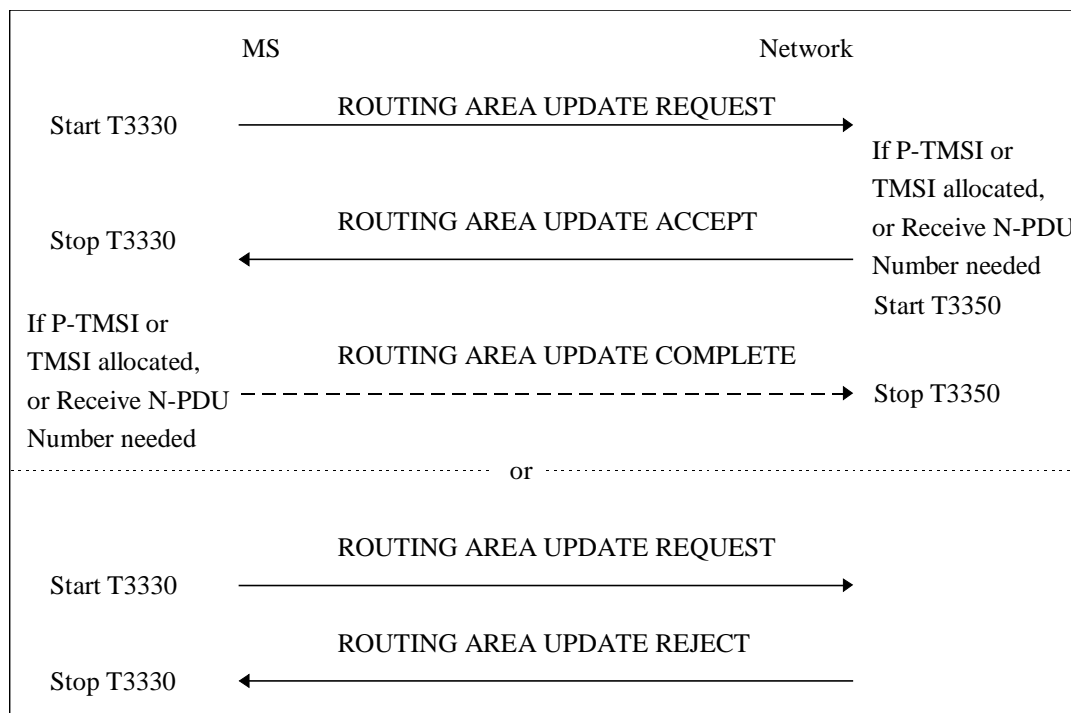 MS Network
Start T3330 ROUTING AREA UPDATE REQUEST
If P-TMSI or
TMSI allocated,
or Receive N-PDU
Number needed
Start T3350
Stop T3330 ROUTING AREA UPDATE ACCEPT
If P-TMSI or
TMSI allocated,
or Receive N-PDU
Number needed
ROUTING AREA UPDATE COMPLETE
Stop T3350
or
ROUTING AREA UPDATE REQUEST
Start T3330
ROUTING AREA UPDATE REJECT
Stop T3330